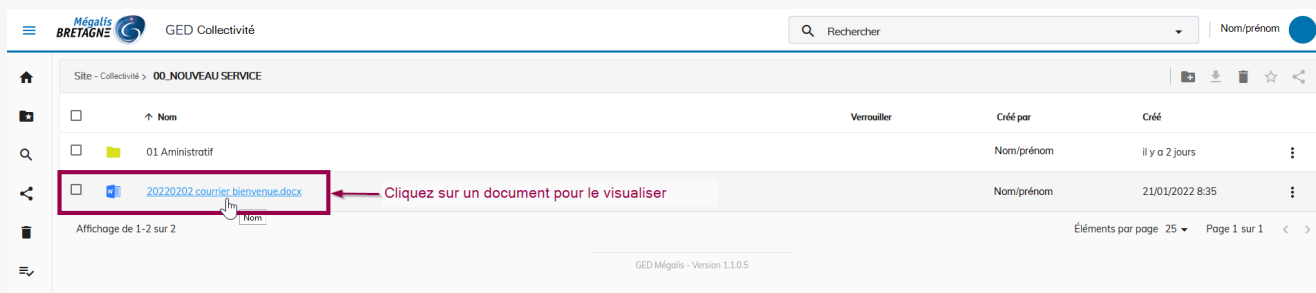 Mégalis
BRETAGNE
GED Collectivité
Rechercher
Nom/prénom
Site – Collectivité > 00_NOUVEAU SERVICE
Nom
Verrouiller
Créé par
Créé
01 Aministratif
Nom/prénom
il y a 2 jours
20220202 courrier bienvenue.docx
Cliquez sur un document pour le visualiser
Nom/prénom
21/01/2022 8:35
Nom
Affichage de 1-2 sur 2
Éléments par page 25
Page 1 sur 1
GED Mégalis - Version 1.1.0.5